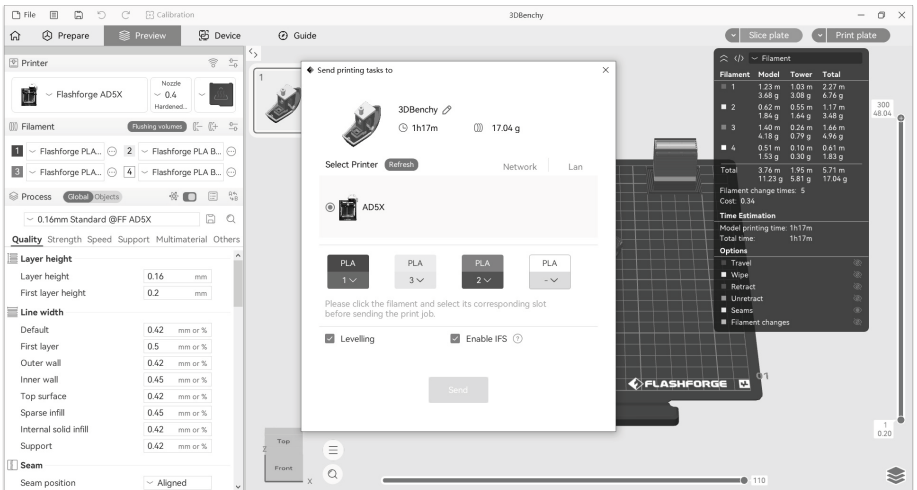 File
Calibration
3DBenchy
Prepare
Preview
Device
Guide
Slice plate
Print plate
Printer
Flashforge AD5X
Nozzle
0.4
Hardened...
Filament
Flushing volumes
1 Flashforge PLA... 2 Flashforge PLA B...
3 Flashforge PLA... 4 Flashforge PLA B...
Process Global Objects
0.16mm Standard @FF AD5X
Quality Strength Speed Support Multimaterial Others
Layer height
Layer height 0.16 mm
First layer height 0.2 mm
Line width
Default 0.42 mm or %
First layer 0.5 mm or %
Outer wall 0.42 mm or %
Inner wall 0.45 mm or %
Top surface 0.42 mm or %
Sparse infill 0.45 mm or %
Internal solid infill 0.42 mm or %
Support 0.42 mm or %
Seam
Seam position Aligned
1
Send printing tasks to
3DBenchy
1h17m 17.04 g
Select Printer Refresh Network Lan
AD5X
PLA PLA PLA PLA
1 3 2 -
Please click the filament and select its corresponding slot
before sending the print job.
Levelling Enable IFS ?
Send
Filament
Filament Model Tower Total
1 1.23 m 1.03 m 2.27 m
3.68 g 3.08 g 6.76 g
2 0.62 m 0.55 m 1.17 m
1.84 g 1.64 g 3.48 g
3 1.40 m 0.26 m 1.66 m
4.18 g 0.79 g 4.96 g
4 0.51 m 0.10 m 0.61 m
1.53 g 0.30 g 1.83 g
Total 3.76 m 1.95 m 5.71 m
11.23 g 5.81 g 17.04 g
Filament change times: 5
Cost: 0.34
Time Estimation
Model printing time: 1h17m
Total time: 1h17m
Options
Travel
Wipe
Retract
Unretract
Seams
Filament changes
300
48.04
FLASHFORGE
01
1
0.20
Top
Front
Z
X
110